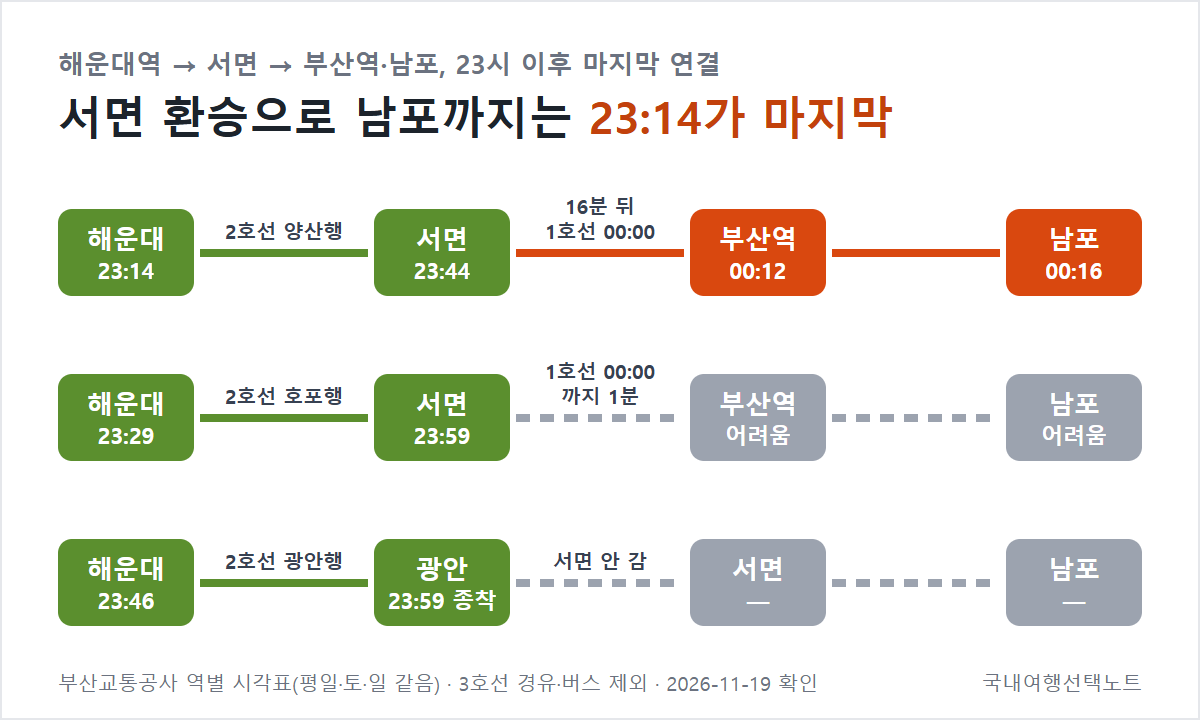 해운대역 → 서면 → 부산역·남포, 23시 이후 마지막 연결
서면 환승으로 남포까지는 23:14가 마지막
해운대
23:14
2호선 양산행
서면
23:44
16분 뒤
1호선 00:00
부산역
00:12
남포
00:16
해운대
23:29
2호선 호포행
서면
23:59
1호선 00:00
까지 1분
부산역
어려움
남포
어려움
해운대
23:46
2호선 광안행
광안
23:59 종착
서면 안 감
서면
—
남포
—
부산교통공사 역별 시각표(평일·토·일 같음) · 3호선 경유·버스 제외 · 2026-11-19 확인
국내여행선택노트